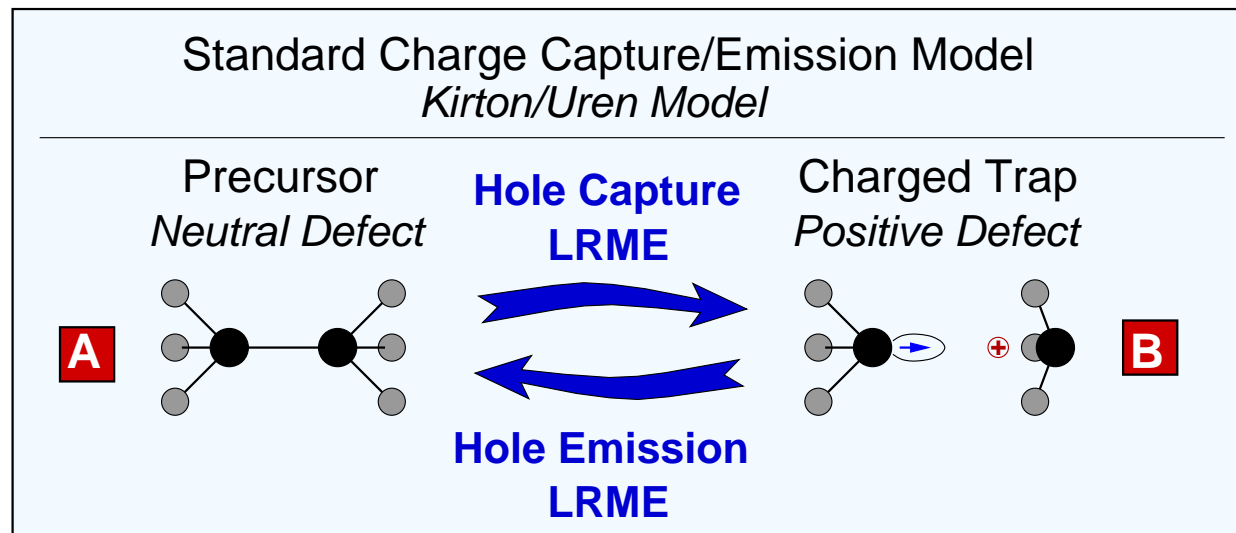 Standard Charge Capture/Emission Model
Kirton/Uren Model
Precursor
Neutral Defect
Hole Capture
LRME
Charged Trap
Positive Defect
A
+
B
Hole Emission
LRME